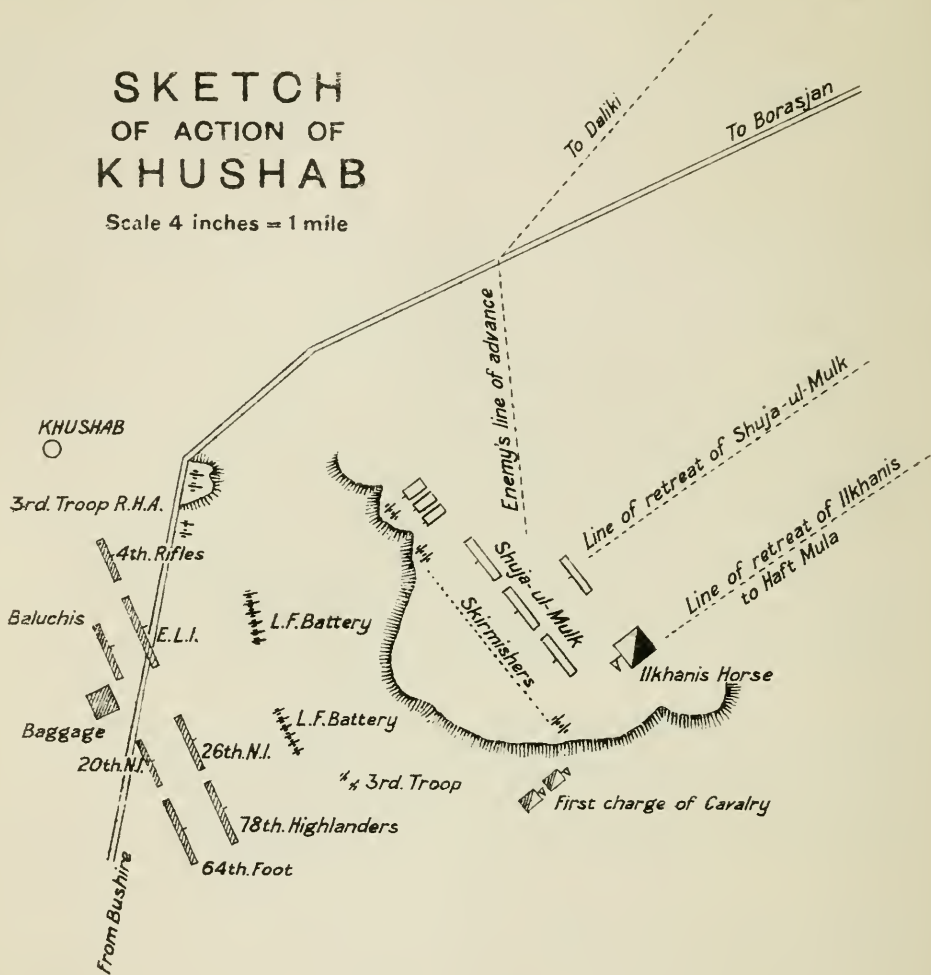 SKETCH
OF ACTION OF
KHUSHAB
Scale 4 inches = 1 mile
To Daliki
To Borasjan
Enemy's line of advance
KHUSHAB
Line of retreat of Shuja-ul-Mulk
Line of retreat of Ilkhanis
to Haft Mula
3rd. Troop R.H.A.
4th. Rifles
Shuja-ul-Mulk
Skirmishers
Baluchis
E.L.I.
L.F. Battery
Ilkhanis Horse
Baggage
L.F. Battery
20th. N.I.
26th. N.I.
3rd. Troop
First charge of Cavalry
78th. Highlanders
64th. Foot
From Bushire